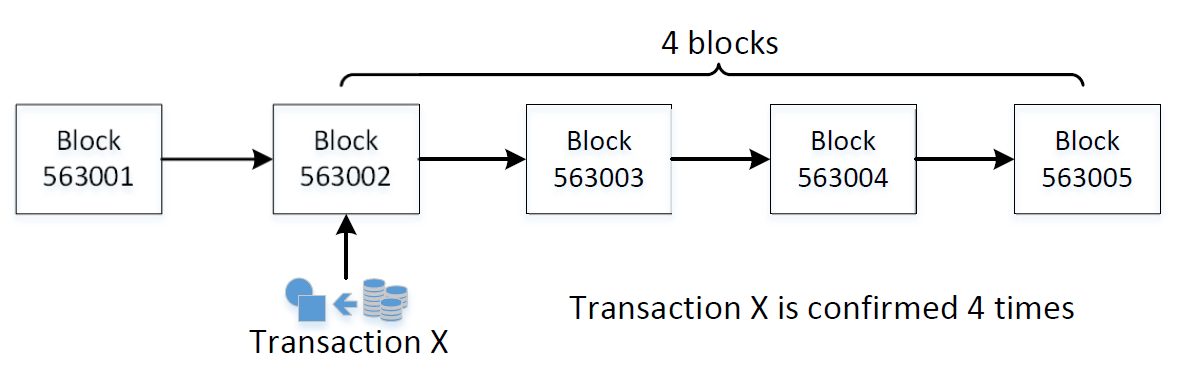 4 blocks
Block
563001
Block
563002
Block
563003
Block
563004
Block
563005
Transaction X is confirmed 4 times
Transaction X